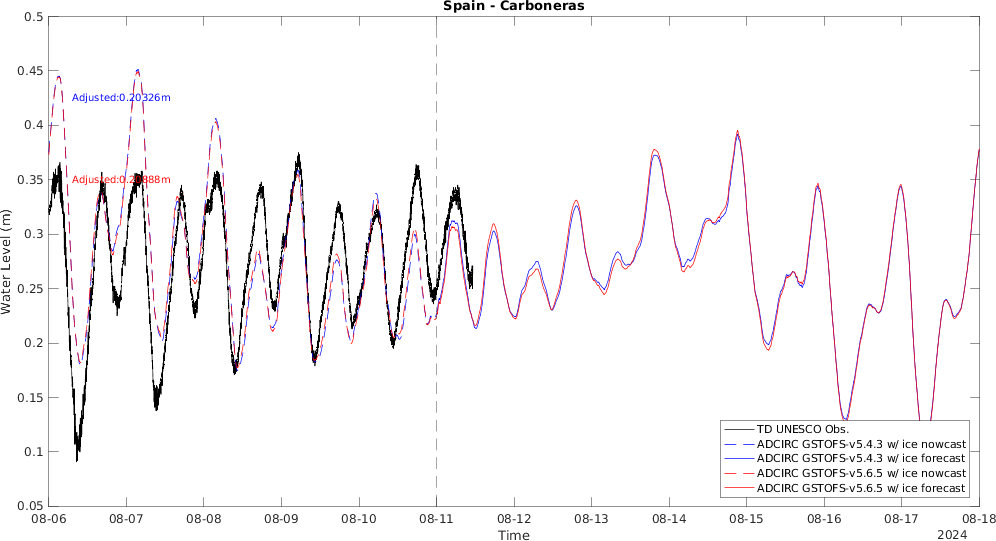 Spain - Carboneras
0.5
0.45
0.4
0.35
0.3
0.25
0.2
0.15
0.1
0.05
Water Level (m)
Adjusted:0.20326m
Adjusted:0.20888m
TD UNESCO Obs.
ADCIRC GSTOFS-v5.4.3 w/ ice nowcast
ADCIRC GSTOFS-v5.4.3 w/ ice forecast
ADCIRC GSTOFS-v5.6.5 w/ ice nowcast
ADCIRC GSTOFS-v5.6.5 w/ ice forecast
08-06 08-07 08-08 08-09 08-10 08-11 08-12 08-13 08-14 08-15 08-16 08-17 08-18
Time
2024